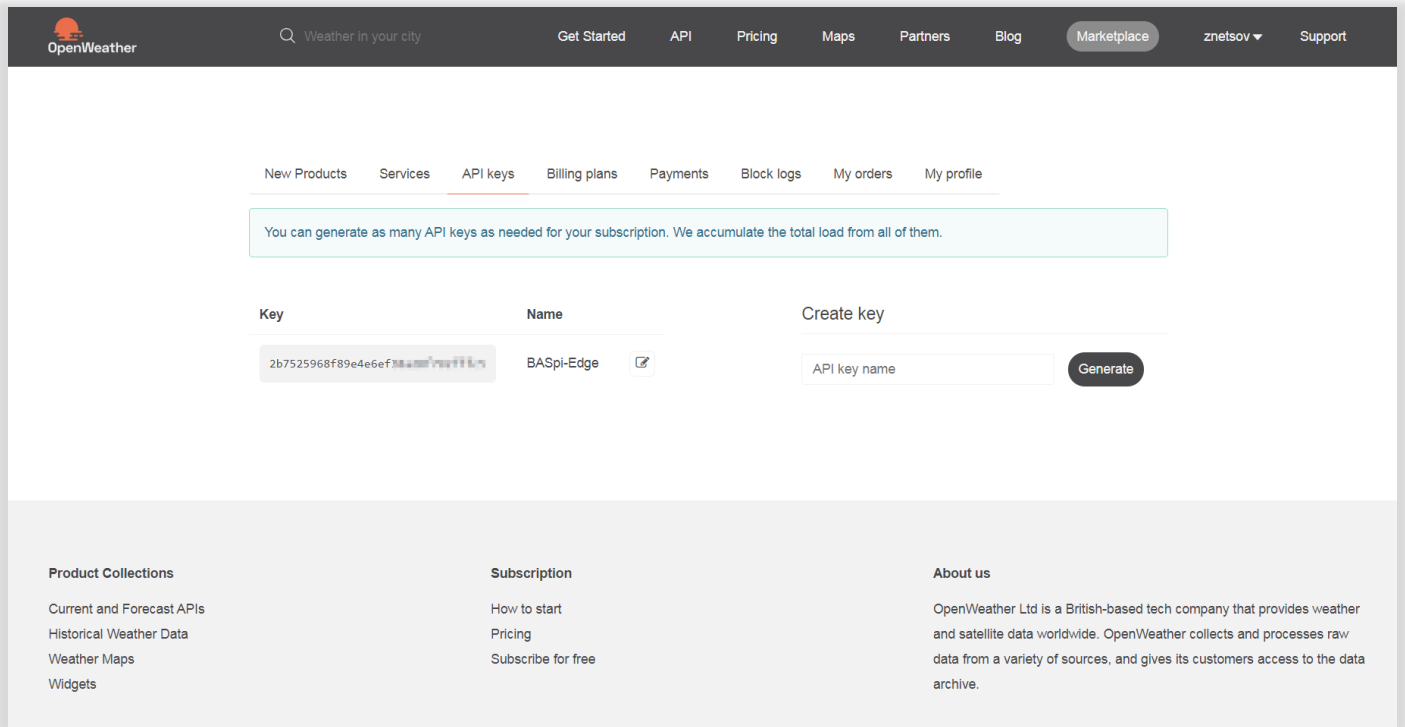 OpenWeather
Weather in your city
Get Started
API
Pricing
Maps
Partners
Blog
Marketplace
znetsov
Support
New Products
Services
API keys
Billing plans
Payments
Block logs
My orders
My profile
You can generate as many API keys as needed for your subscription. We accumulate the total load from all of them.
Key
Name
2b7525968f89e4e6ef
BASpi-Edge
Create key
API key name
Generate
Product Collections
Current and Forecast APIs
Historical Weather Data
Weather Maps
Widgets
Subscription
How to start
Pricing
Subscribe for free
About us
OpenWeather Ltd is a British-based tech company that provides weather
and satellite data worldwide. OpenWeather collects and processes raw
data from a variety of sources, and gives its customers access to the data
archive.